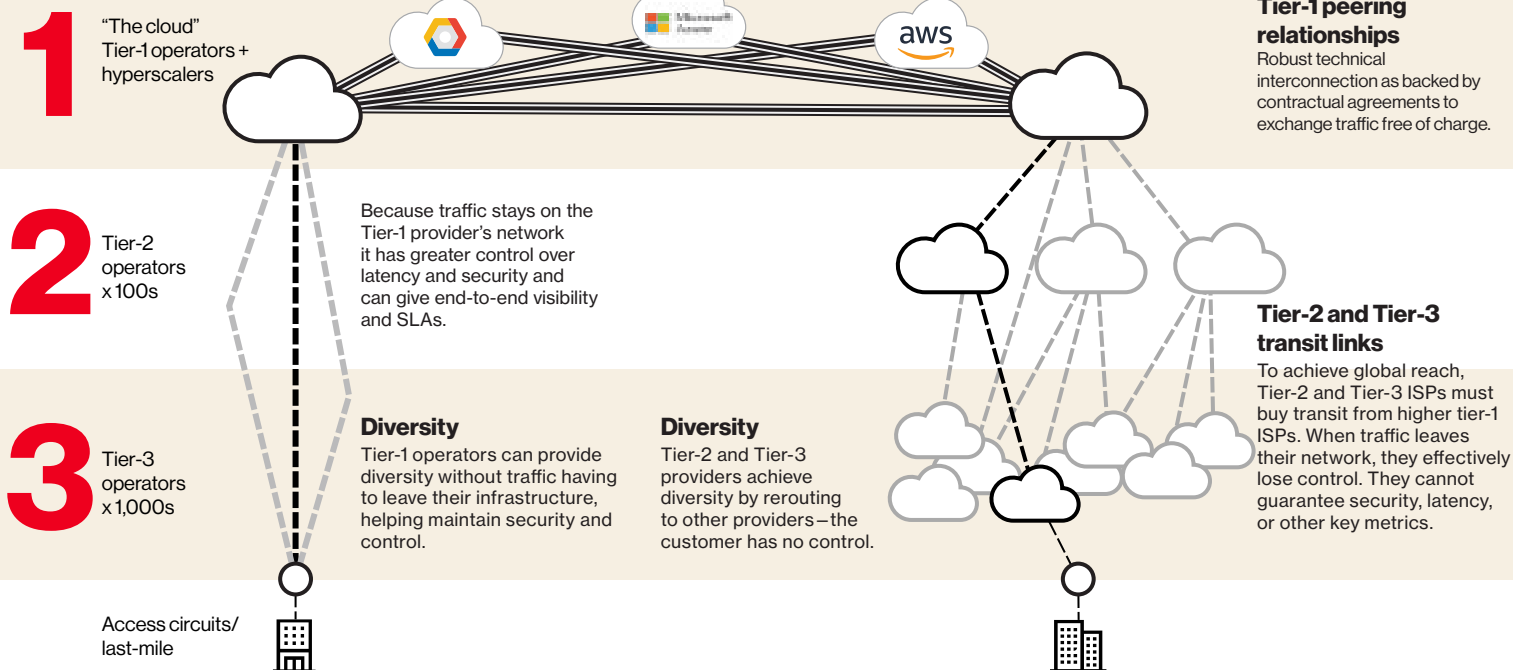 1
“The cloud”
Tier-1 operators +
hyperscalers
aws
Tier-1 peering
relationships
Robust technical
interconnection as backed by
contractual agreements to
exchange traffic free of charge.
2
Tier-2
operators
x 100s
Because traffic stays on the
Tier-1 provider’s network
it has greater control over
latency and security and
can give end-to-end visibility
and SLAs.
Tier-2 and Tier-3
transit links
To achieve global reach,
Tier-2 and Tier-3 ISPs must
buy transit from higher tier-1
ISPs. When traffic leaves
their network, they effectively
lose control. They cannot
guarantee security, latency,
or other key metrics.
3
Tier-3
operators
x 1,000s
Diversity
Tier-1 operators can provide
diversity without traffic having
to leave their infrastructure,
helping maintain security and
control.
Diversity
Tier-2 and Tier-3
providers achieve
diversity by rerouting
to other providers—the
customer has no control.
Access circuits/
last-mile